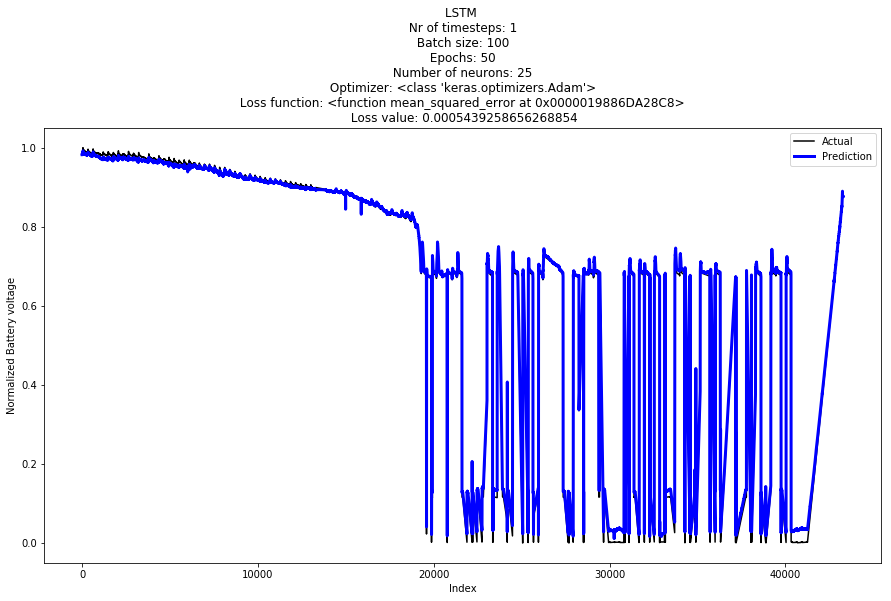 LSTM
Nr of timesteps: 1
Batch size: 100
Epochs: 50
Number of neurons: 25
Optimizer: <class 'keras.optimizers.Adam'>
Loss function: <function mean_squared_error at 0x0000019886DA28C8>
Loss value: 0.0005439258656268854
Actual
Prediction
Normalized Battery voltage
1.0
0.8
0.6
0.4
0.2
0.0
0
10000
20000
30000
40000
Index